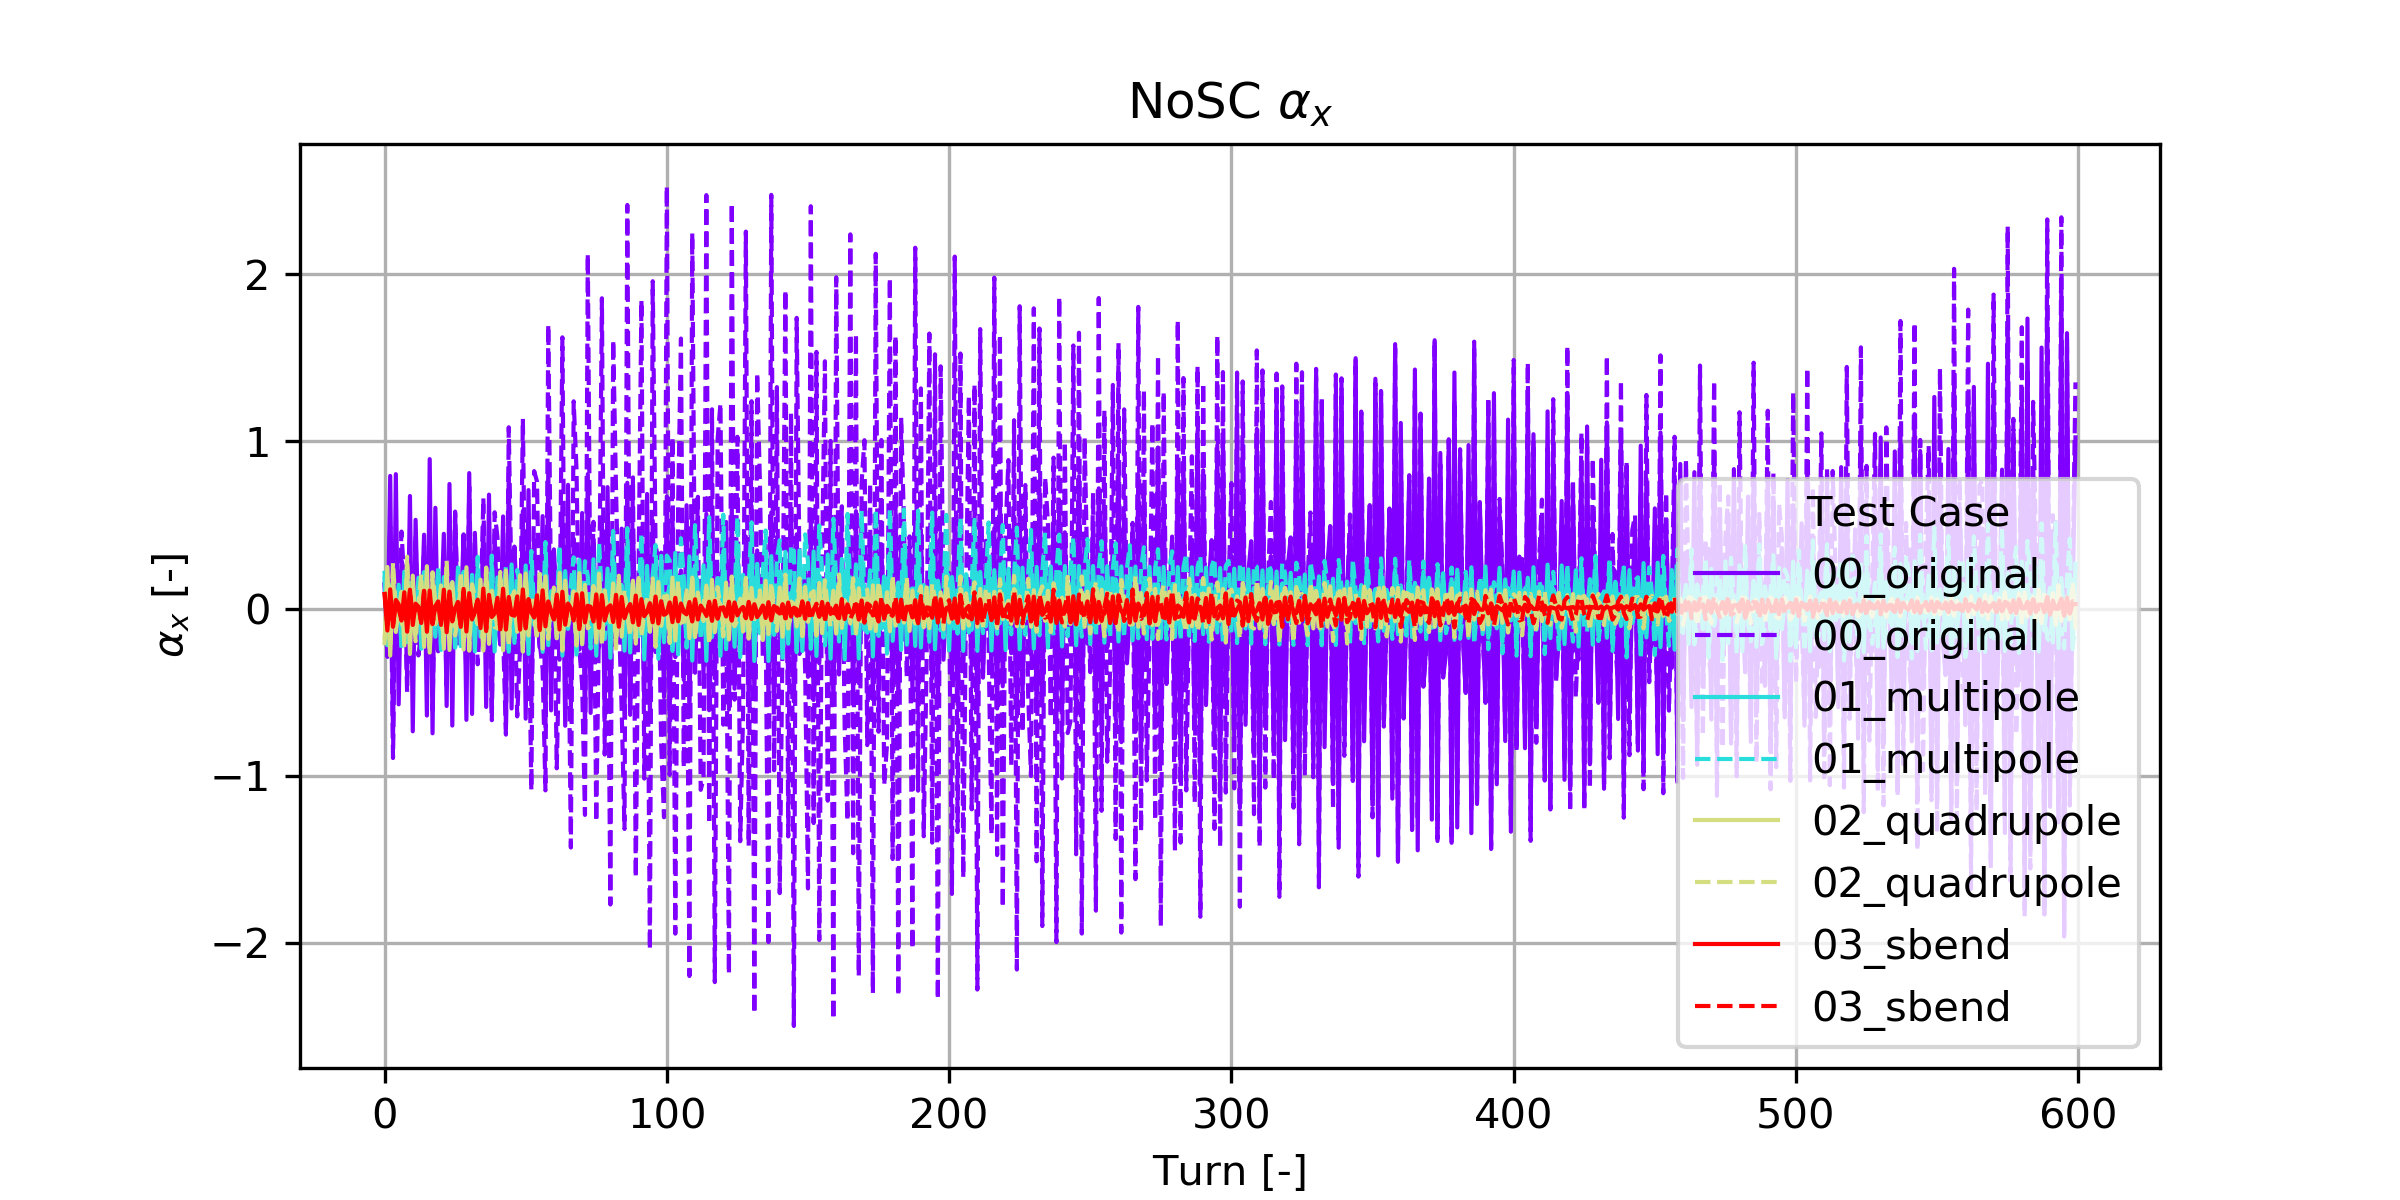 NoSC αx
αx [-]
2
1
0
−1
−2
Test Case
00_original
00_original
01_multipole
01_multipole
02_quadrupole
02_quadrupole
03_sbend
03_sbend
0 100 200 300 400 500 600
Turn [-]